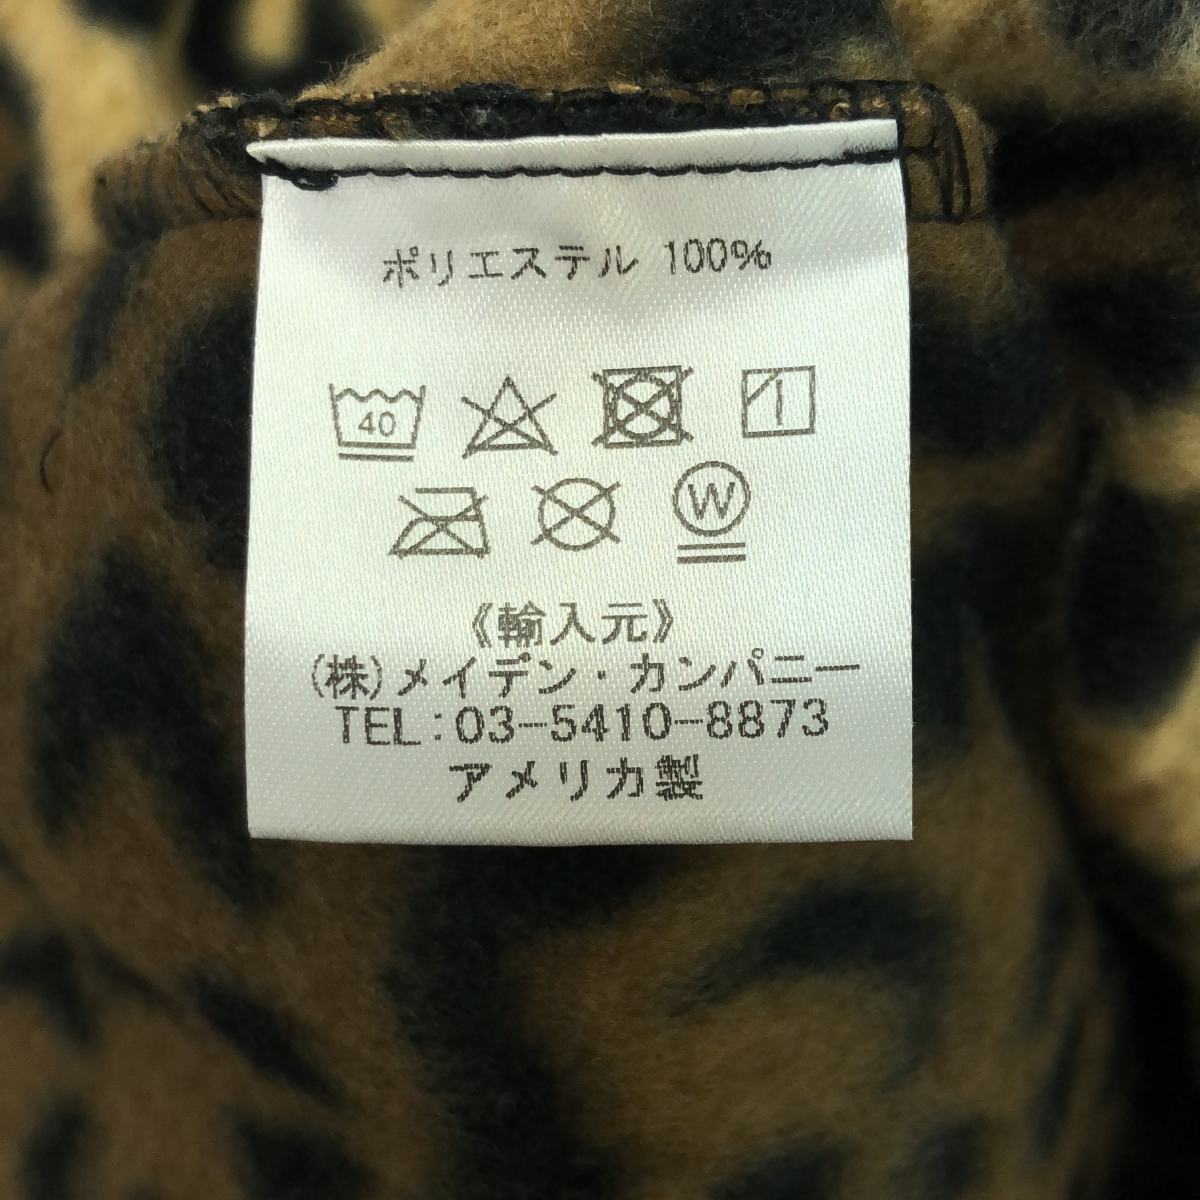 ポリエステル 100%
40
W
《輸入元》
(株)メイデン・カンパニー
TEL:03-5410-8873
アメリカ製